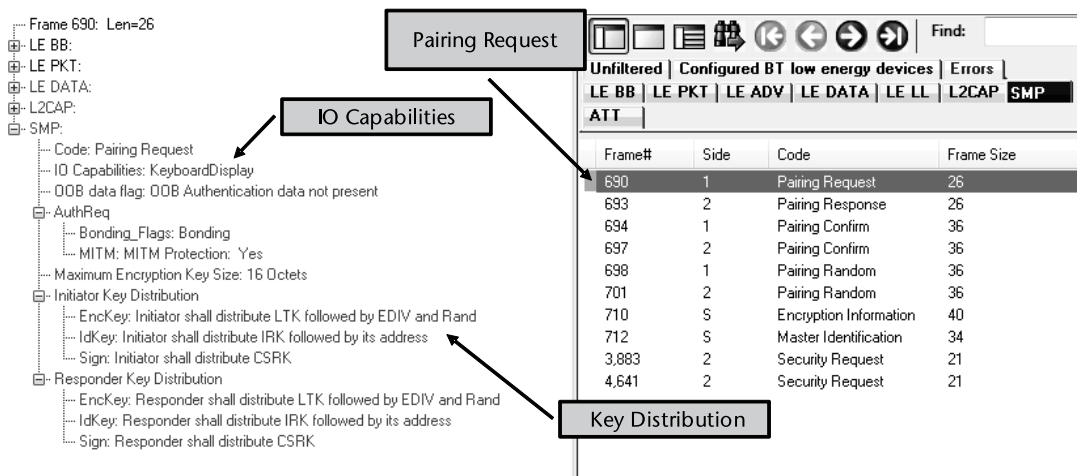 Frame 690: Len=26
LE BB:
LE PKT:
LE DATA:
L2CAP:
SMP:
Code: Pairing Request
IO Capabilities: KeyboardDisplay
OOB data flag: OOB Authentication data not present
AuthReq
Bonding_Flags: Bonding
MITM: MITM Protection: Yes
Maximum Encryption Key Size: 16 Octets
Initiator Key Distribution
EncKey: Initiator shall distribute LTK followed by EDIV and Rand
IdKey: Initiator shall distribute IRK followed by its address
Sign: Initiator shall distribute CSRK
Responder Key Distribution
EncKey: Responder shall distribute LTK followed by EDIV and Rand
IdKey: Responder shall distribute IRK followed by its address
Sign: Responder shall distribute CSRK
Pairing Request
IO Capabilities
Key Distribution
Find:
Unfiltered Configured BT low energy devices Errors
LE BB LE PKT LE ADV LE DATA LE LL L2CAP SMP
ATT
Frame# Side Code Frame Size
690 1 Pairing Request 26
693 2 Pairing Response 26
694 1 Pairing Confirm 36
697 2 Pairing Confirm 36
698 1 Pairing Random 36
701 2 Pairing Random 36
710 S Encryption Information 40
712 S Master Identification 34
3,883 2 Security Request 21
4,641 2 Security Request 21